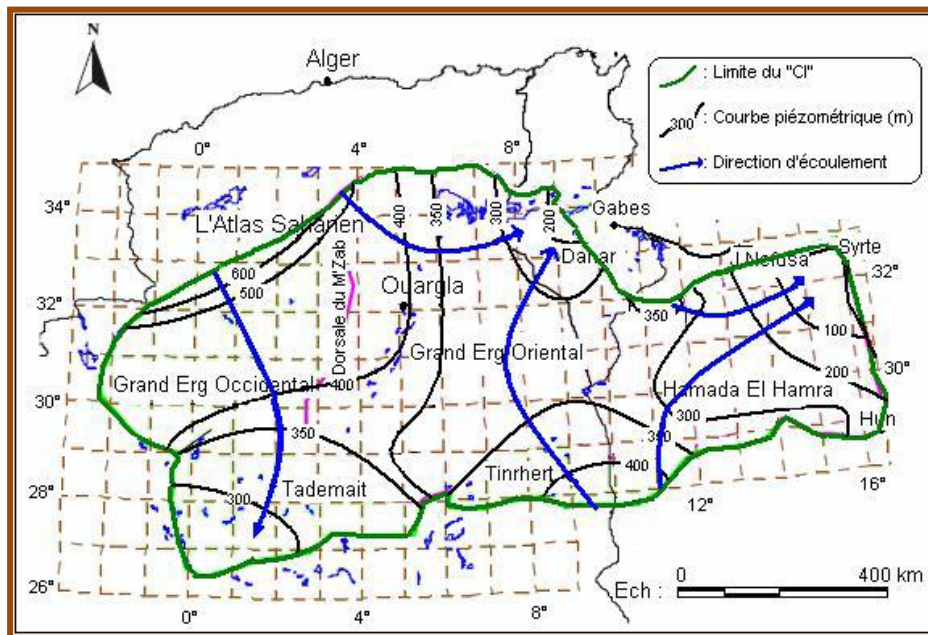 N
Alger
: Limite du "CI"
300 : Courbe piézométrique (m)
: Direction d'écoulement
0° 4° 8°
34°
L'Atlas Saharien
400 350 300 200
Gabes
Dahar
J.Nefusa
Syrte
32°
600
500
Dorsale du M'Zab
32°
Ouargla
350
100
Grand Erg Oriental
200
30°
Grand Erg Occidental
400
Hamada El Hamra
30°
300
Hun
350
350
Tinrhert
400
28°
300
Tademait
12° 16°
26°
Ech : 0 400 km
0° 4° 8°